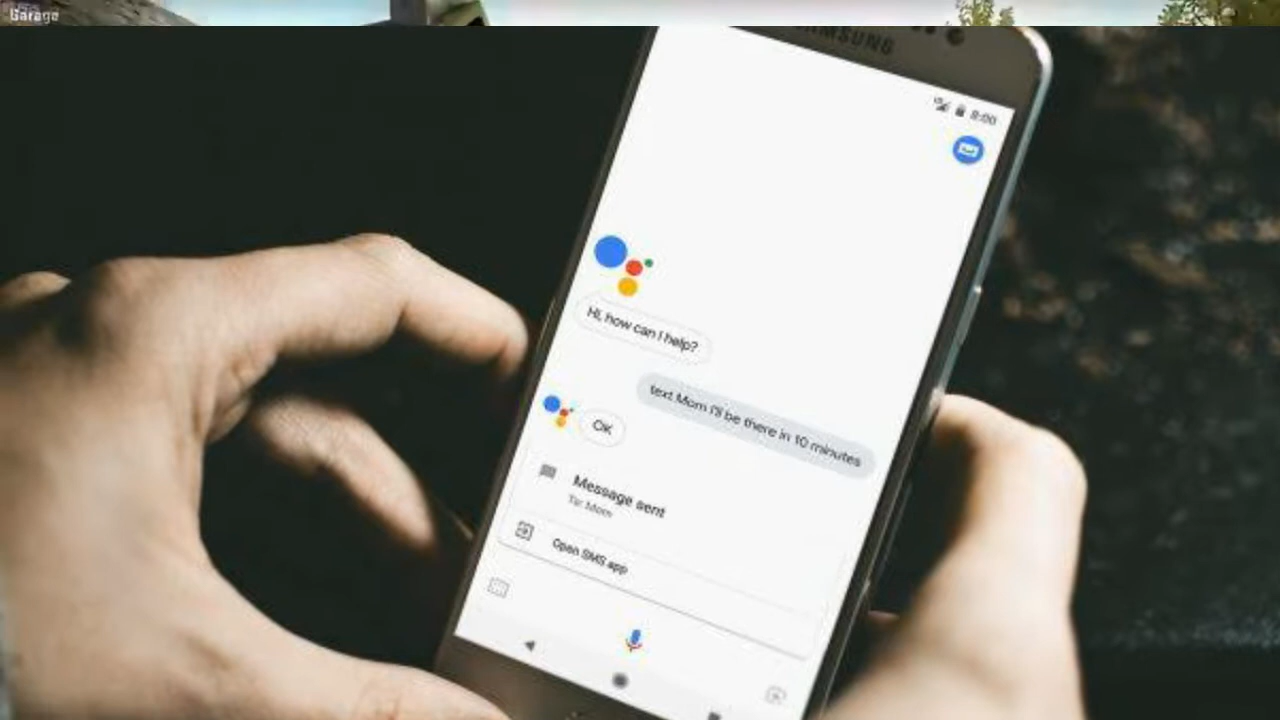 Garage
SAMSUNG
8:00
Hi, how can I help?
text Mom I'll be there in 10 minutes
OK
Message sent
To: Mom
Open SMS app